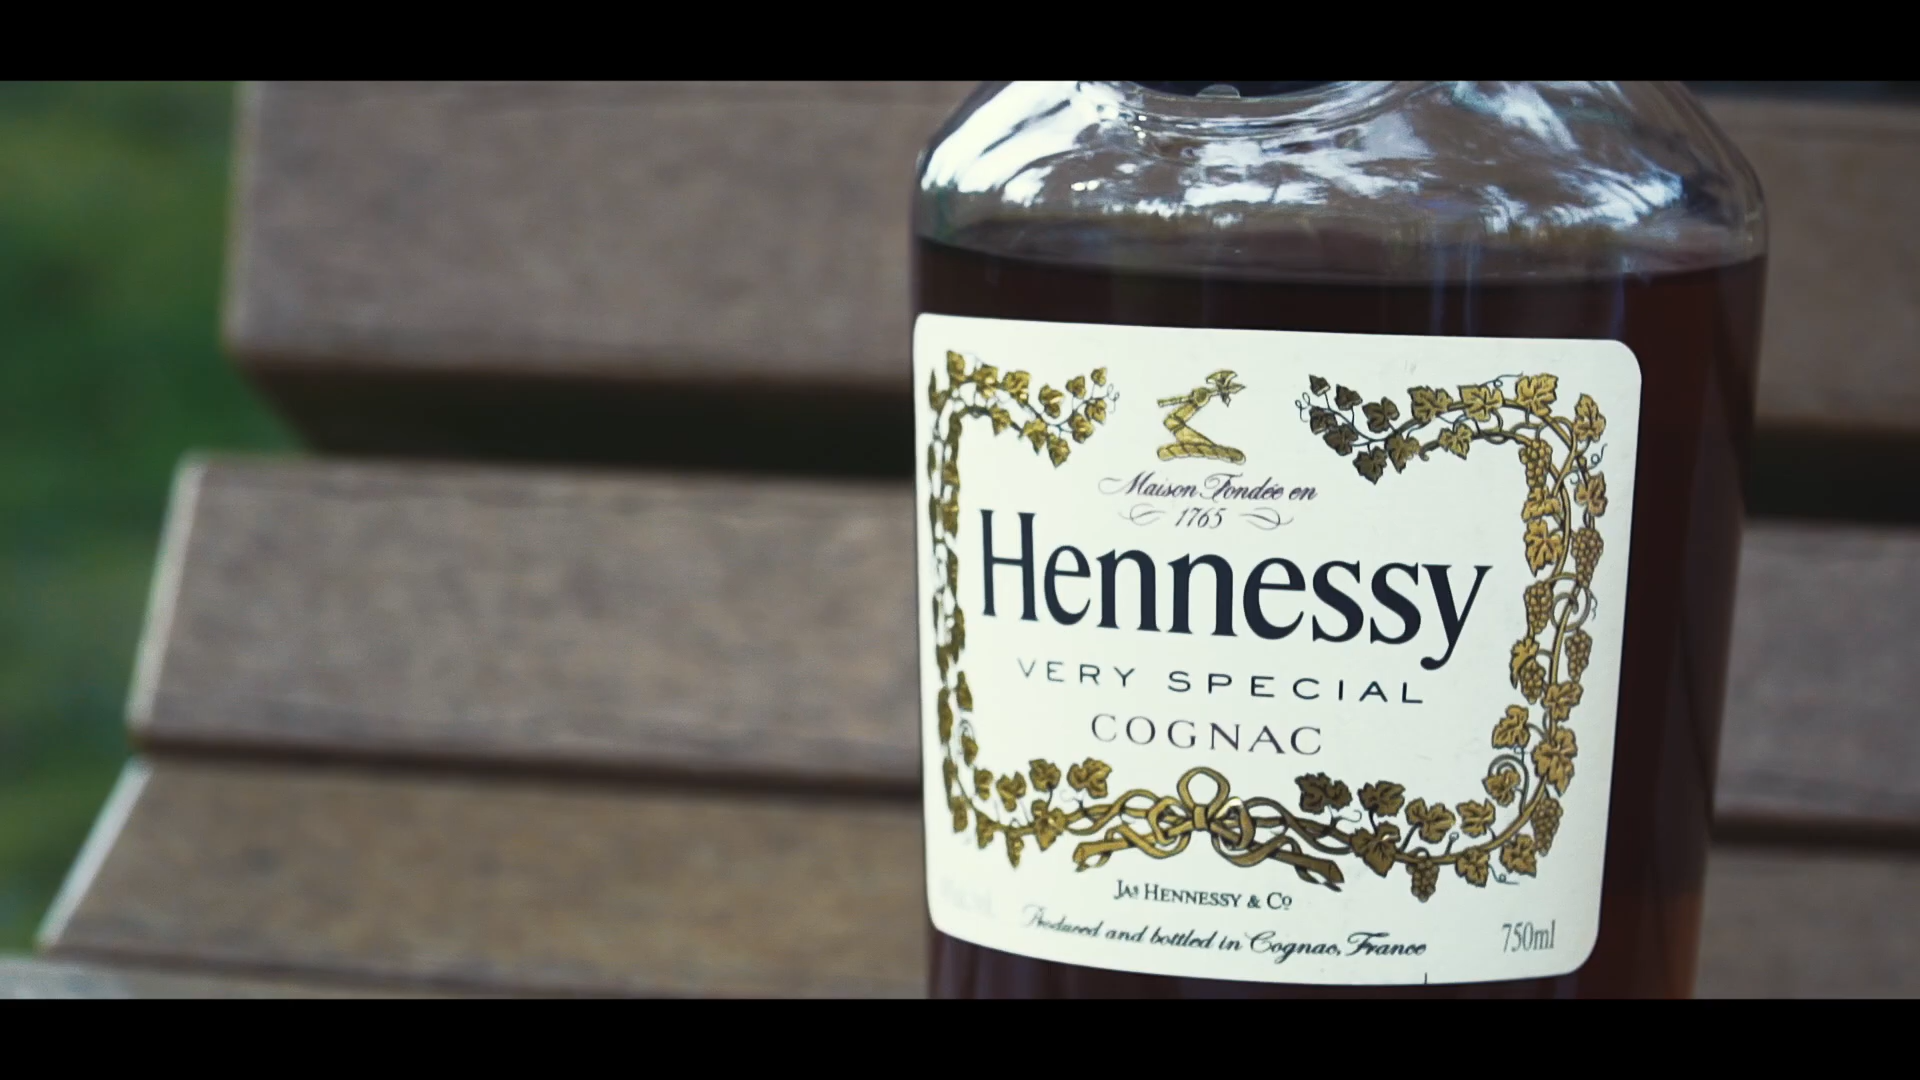 Maison Fondée en
1765
Hennessy
VERY SPECIAL
COGNAC
Jas HENNESSY & Co
Produced and bottled in Cognac, France
750ml